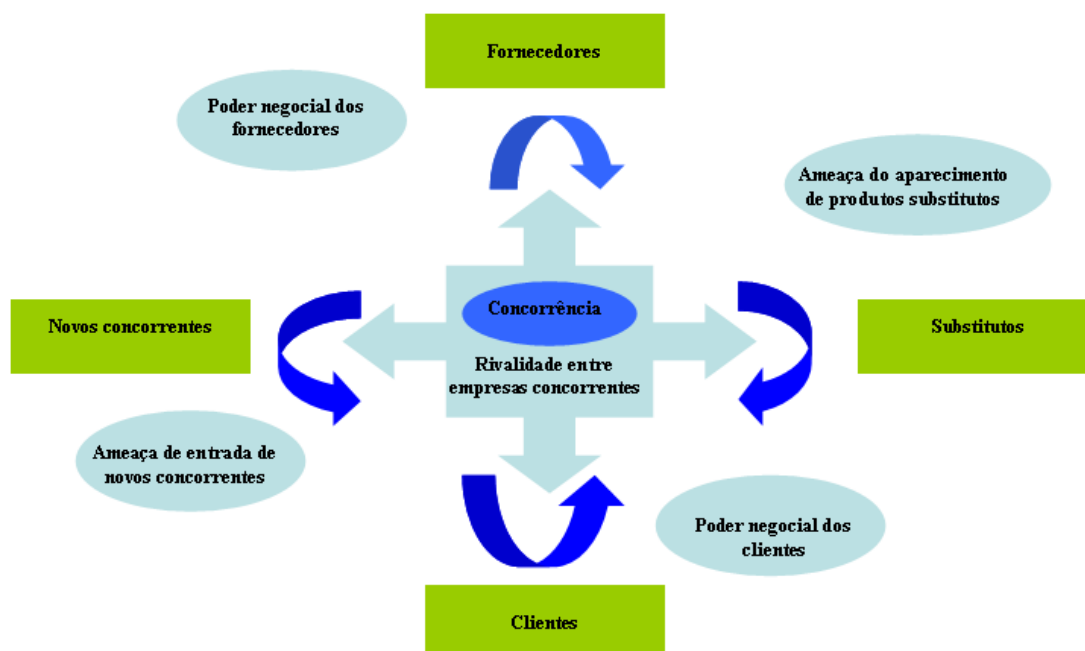 Fornecedores
Poder negocial dos
fornecedores
Ameaça do aparecimento
de produtos substitutos
Novos concorrentes
Concorrência
Substitutos
Rivalidade entre
empresas concorrentes
Ameaça de entrada de
novos concorrentes
Poder negocial dos
clientes
Clientes